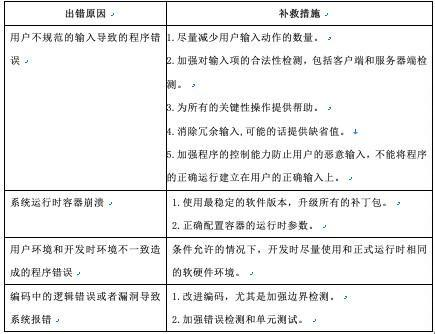 出错原因 补救措施
用户不规范的输入导致的程序错
误
1.尽量减少用户输入动作的数量。
2.加强对输入项的合法性检测，包括客户端和服务器端检
测。
3.为所有的关键性操作提供帮助。
4.消除冗余输入,可能的话提供缺省值。
5.加强程序的控制能力防止用户的恶意输入，不能将程序
的正确运行建立在用户的正确输入上。
系统运行时容器崩溃
1.使用最稳定的软件版本，升级所有的补丁包。
2.正确配置容器的运行时参数。
用户环境和开发时环境不一致造
成的程序错误
条件允许的情况下，开发时尽量使用和正式运行时相同
的软硬件环境。
编码中的逻辑错误或者漏洞导致
系统报错
1.改进编码，尤其是加强边界检测。
2.加强错误检测和单元测试。